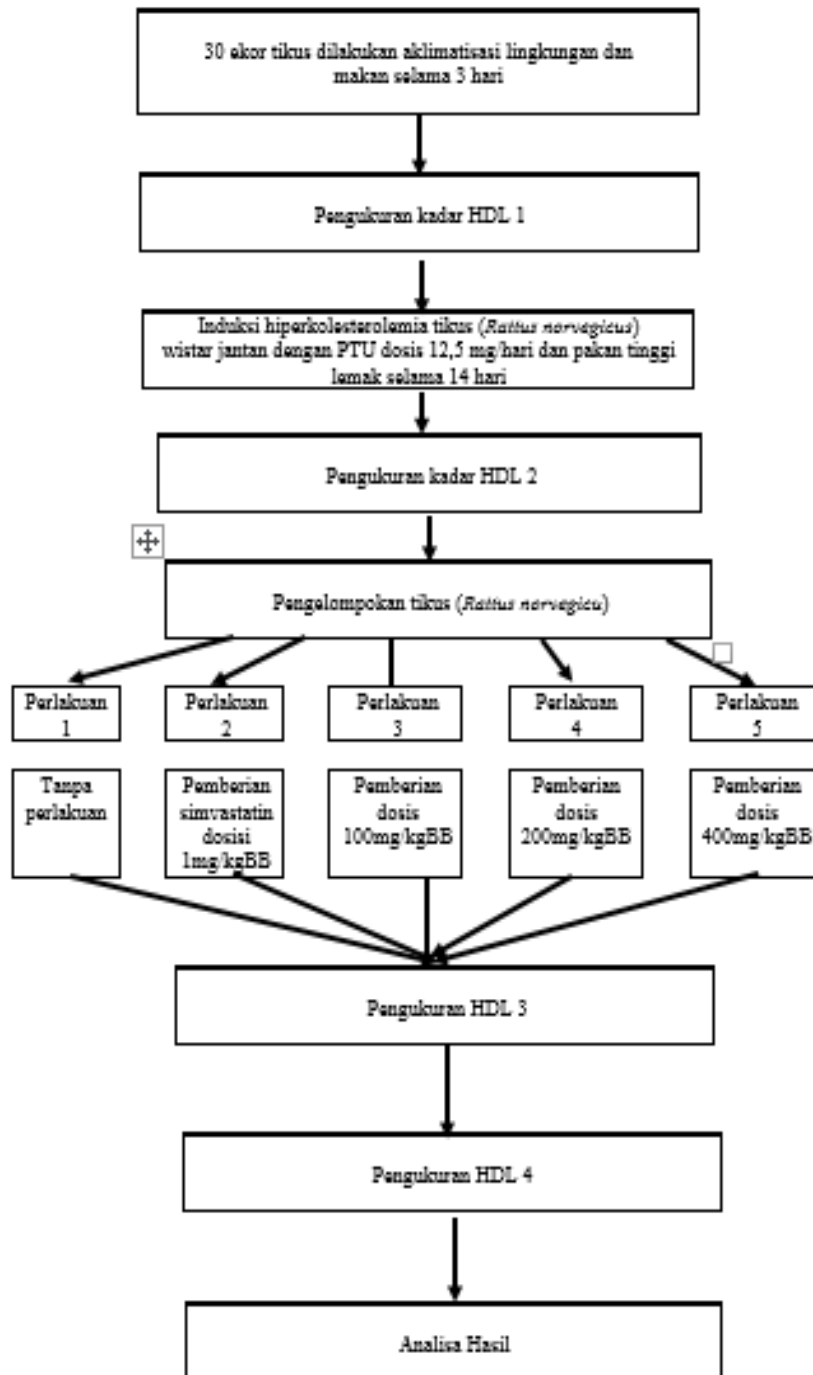 30 ekor tikus dilakukan aklimatisasi lingkungan dan
makan selama 3 hari
Pengukuran kadar HDL 1
Induksi hiperkolesterolemia tikus (Rattus norvegicus)
wistar jantan dengan PTU dosis 12,5 mg/hari dan pakan tinggi
lemak selama 14 hari
Pengukuran kadar HDL 2
Pengelompokan tikus (Rattus norvegicu)
Perlakuan
1
Perlakuan
2
Perlakuan
3
Perlakuan
4
Perlakuan
5
Tanpa
perlakuan
Pemberian
simvastatin
dosisi
1mg/kgBB
Pemberian
dosis
100mg/kgBB
Pemberian
dosis
200mg/kgBB
Pemberian
dosis
400mg/kgBB
Pengukuran HDL 3
Pengukuran HDL 4
Analisa Hasil